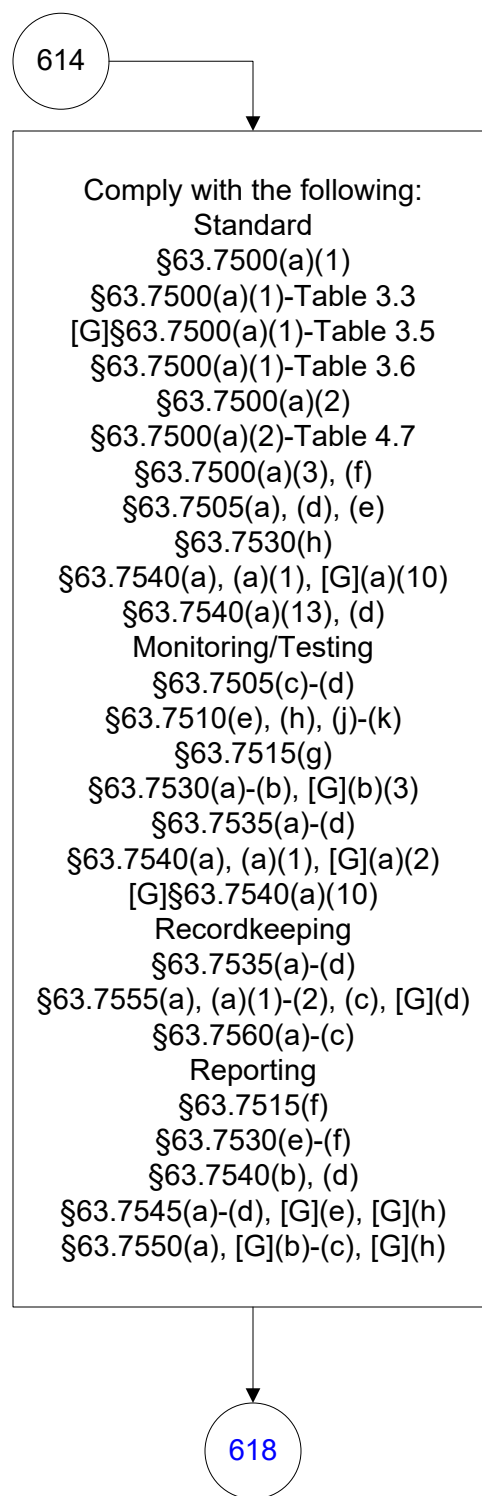 614
Comply with the following:
Standard
§63.7500(a)(1)
§63.7500(a)(1)-Table 3.3
[G]§63.7500(a)(1)-Table 3.5
§63.7500(a)(1)-Table 3.6
§63.7500(a)(2)
§63.7500(a)(2)-Table 4.7
§63.7500(a)(3), (f)
§63.7505(a), (d), (e)
§63.7530(h)
§63.7540(a), (a)(1), [G](a)(10)
§63.7540(a)(13), (d)
Monitoring/Testing
§63.7505(c)-(d)
§63.7510(e), (h), (j)-(k)
§63.7515(g)
§63.7530(a)-(b), [G](b)(3)
§63.7535(a)-(d)
§63.7540(a), (a)(1), [G](a)(2)
[G]§63.7540(a)(10)
Recordkeeping
§63.7535(a)-(d)
§63.7555(a), (a)(1)-(2), (c), [G](d)
§63.7560(a)-(c)
Reporting
§63.7515(f)
§63.7530(e)-(f)
§63.7540(b), (d)
§63.7545(a)-(d), [G](e), [G](h)
§63.7550(a), [G](b)-(c), [G](h)
618